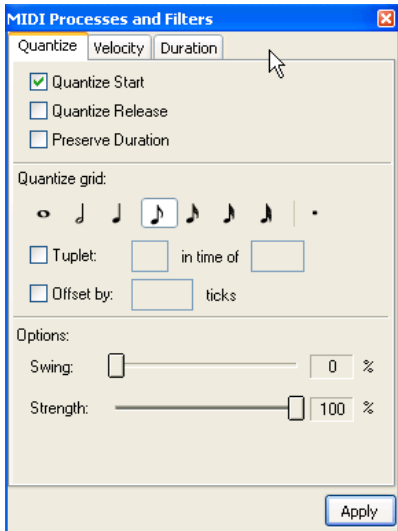 MIDI Processes and Filters
Quantize Velocity Duration
Quantize Start
Quantize Release
Preserve Duration
Quantize grid:
Tuplet: in time of
Offset by: ticks
Options:
Swing: 0 %
Strength: 100 %
Apply